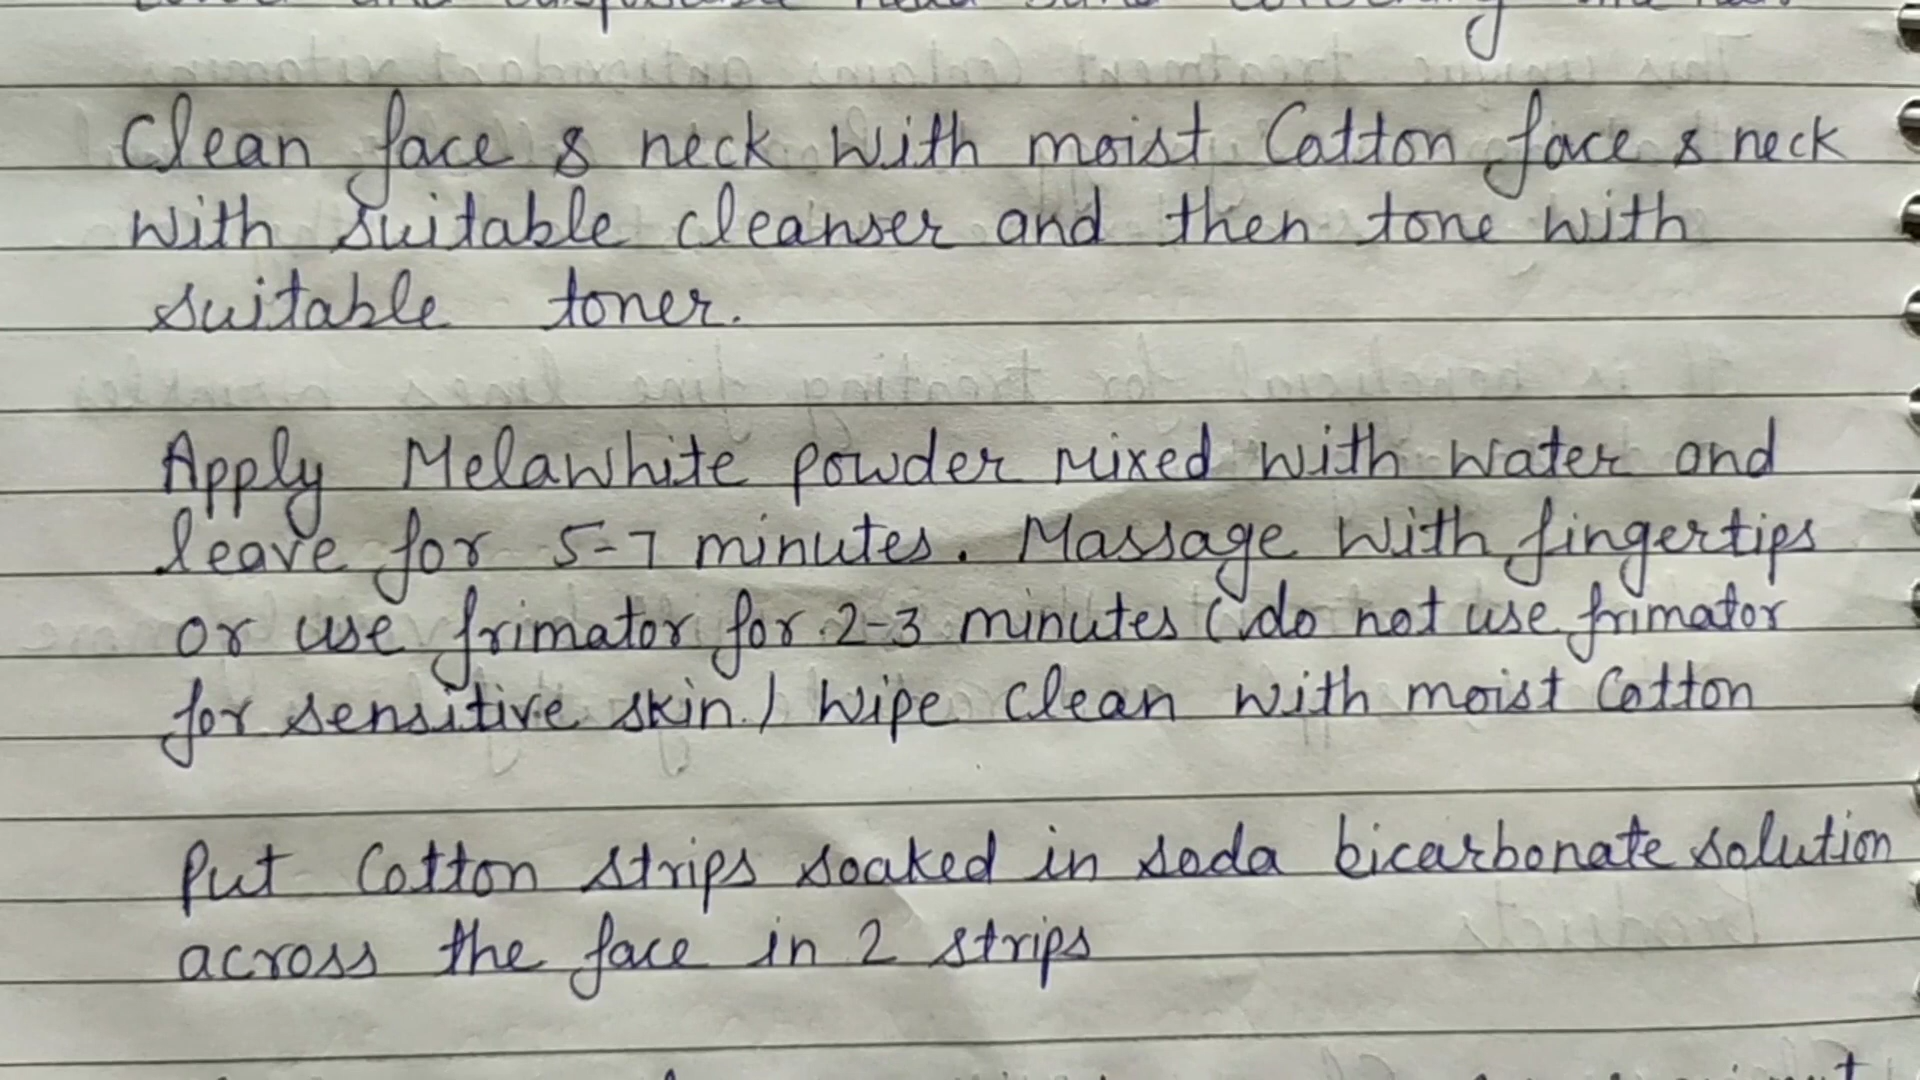 Clean face & neck with moist Cotton face & neck
with suitable cleanser and then tone with
suitable toner.
Apply Melawhite powder mixed with water and
leave for 5-7 minutes. Massage with fingertips
or use frimator for 2-3 minutes (do not use frimator
for sensitive skin.) wipe clean with moist Cotton
Put Cotton strips soaked in soda bicarbonate solution
across the face in 2 strips